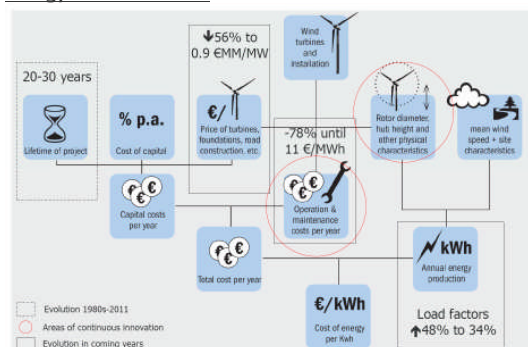 56% to
0.9 €MM/MW
Wind
turbines
and
installation
20-30 years
Lifetime of project
% p.a.
Cost of capital
€/
Price of turbines,
foundations, road
construction, etc.
-78% until
11 €/MWh
Rotor diameter,
hub height and
other physical
characteristics
mean wind
speed + site
characteristics
€€€
Capital costs
per year
€€€
Operation &
maintenance
costs per year
€€€
Total cost per year
kWh
Annual energy
production
€/kWh
Cost of energy
per Kwh
Load factors
48% to 34%
Evolution 1980s-2011
Areas of continuous innovation
Evolution in coming years